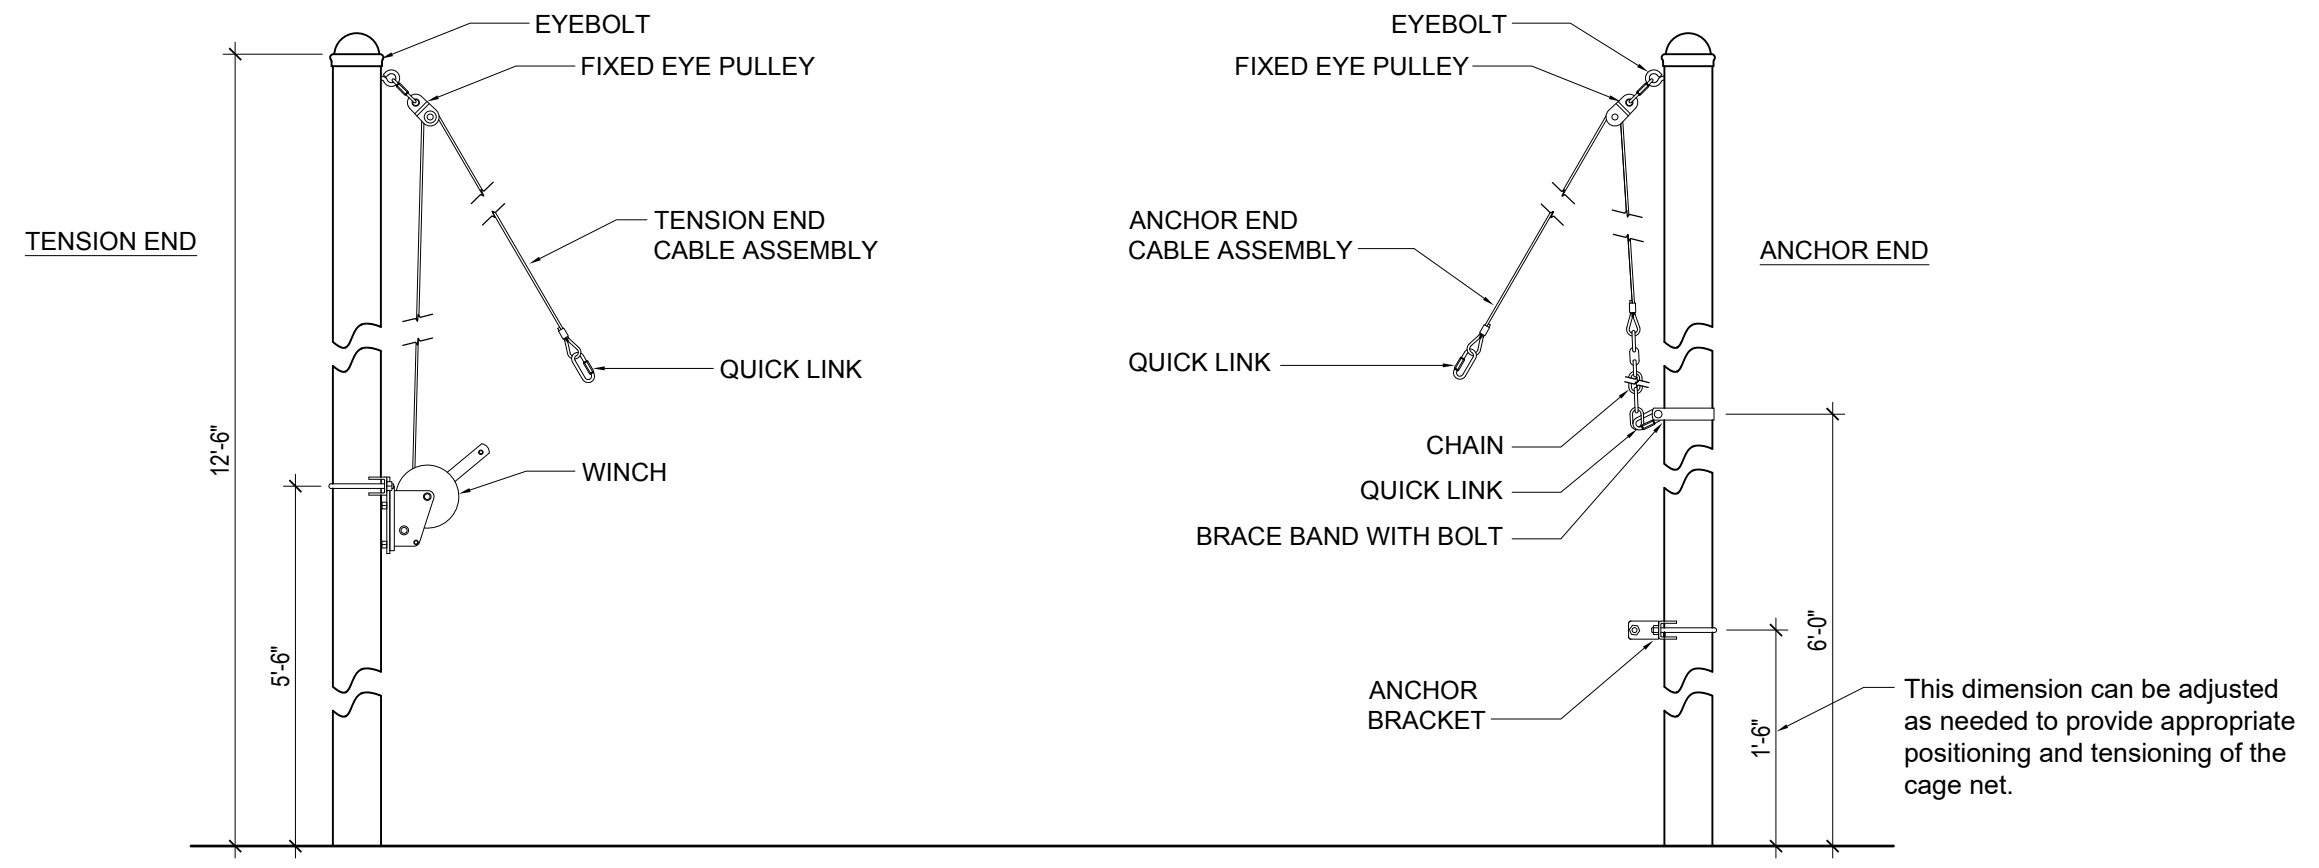 EYEBOLT
FIXED EYE PULLEY
TENSION END
CABLE ASSEMBLY
TENSION END
QUICK LINK
12'-6"
WINCH
5'-6"
EYEBOLT
FIXED EYE PULLEY
ANCHOR END
CABLE ASSEMBLY
ANCHOR END
QUICK LINK
CHAIN
QUICK LINK
BRACE BAND WITH BOLT
6'-0"
ANCHOR
BRACKET
1'-6"
This dimension can be adjusted
as needed to provide appropriate
positioning and tensioning of the
cage net.